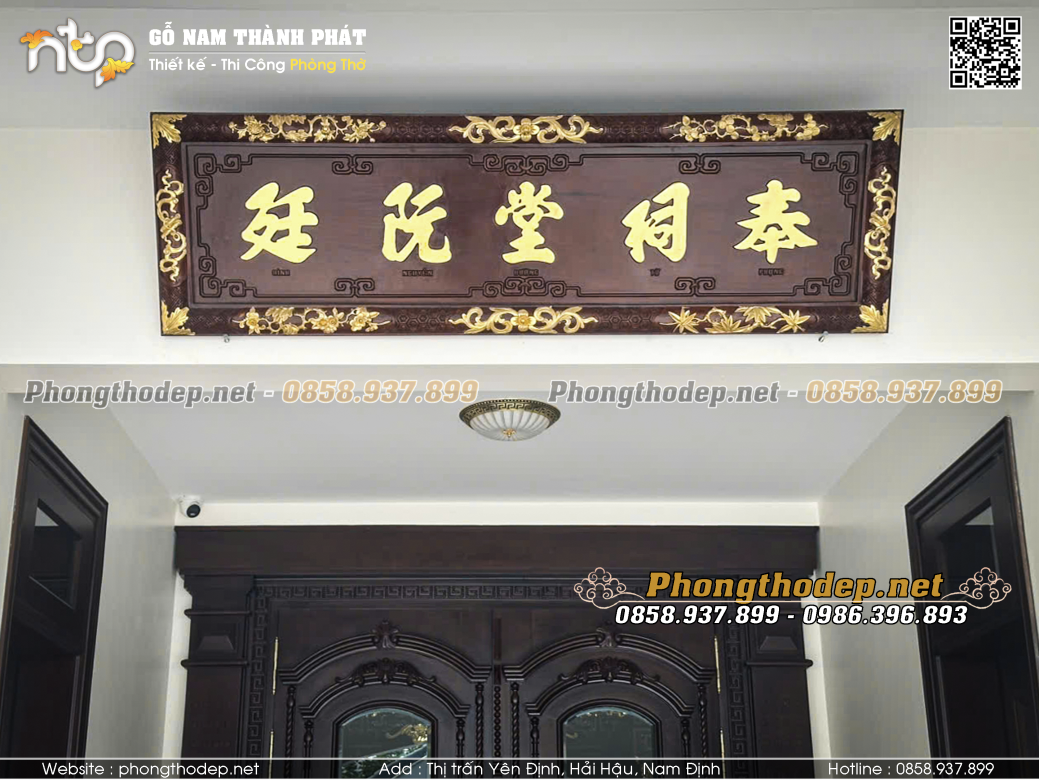 GỖ NAM THÀNH PHÁT
Thiết kế - Thi Công Phòng Thờ
奉祠堂阮廷
Phongthodep.net - 0858.937.899
Phongthodep.net - 0858.937.899
Phongthodep.net
0858.937.899 - 0986.396.893
Website : phongthodep.net
Add : Thị trấn Yên Định, Hải Hậu, Nam Định
Hotline : 0858.937.899